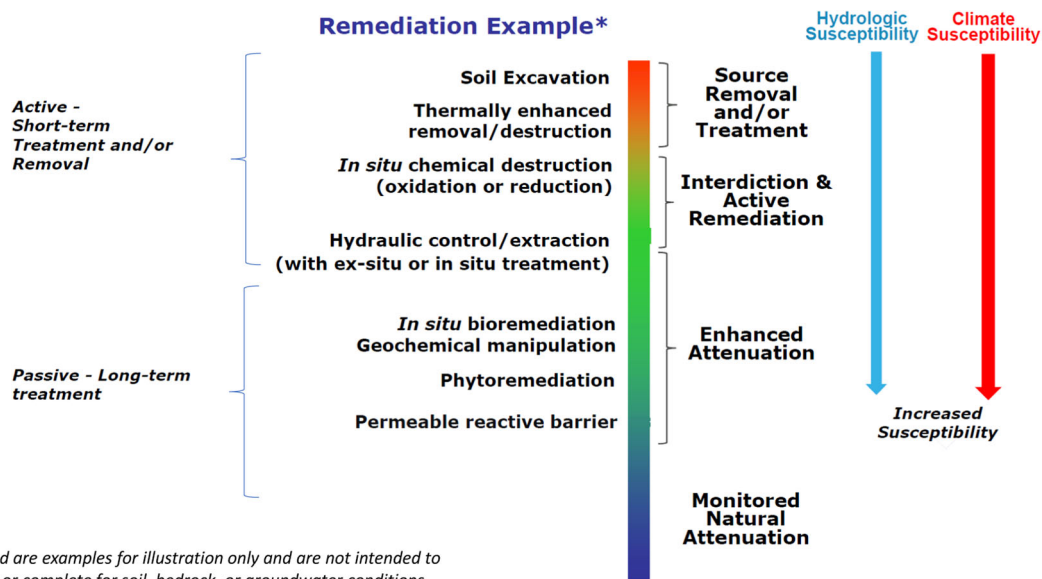 Remediation Example*
Hydrologic
Susceptibility
Climate
Susceptibility
Active –
Short-term
Treatment and/or
Removal
Soil Excavation
Thermally enhanced
removal/destruction
In situ chemical destruction
(oxidation or reduction)
Hydraulic control/extraction
(with ex-situ or in situ treatment)
Source
Removal
and/or
Treatment
Interdiction &
Active
Remediation
Passive – Long-term
treatment
In situ bioremediation
Geochemical manipulation
Phytoremediation
Permeable reactive barrier
Enhanced
Attenuation
Increased
Susceptibility
Monitored
Natural
Attenuation
d are examples for illustration only and are not intended to
or complete for soil, bedrock, or groundwater conditions